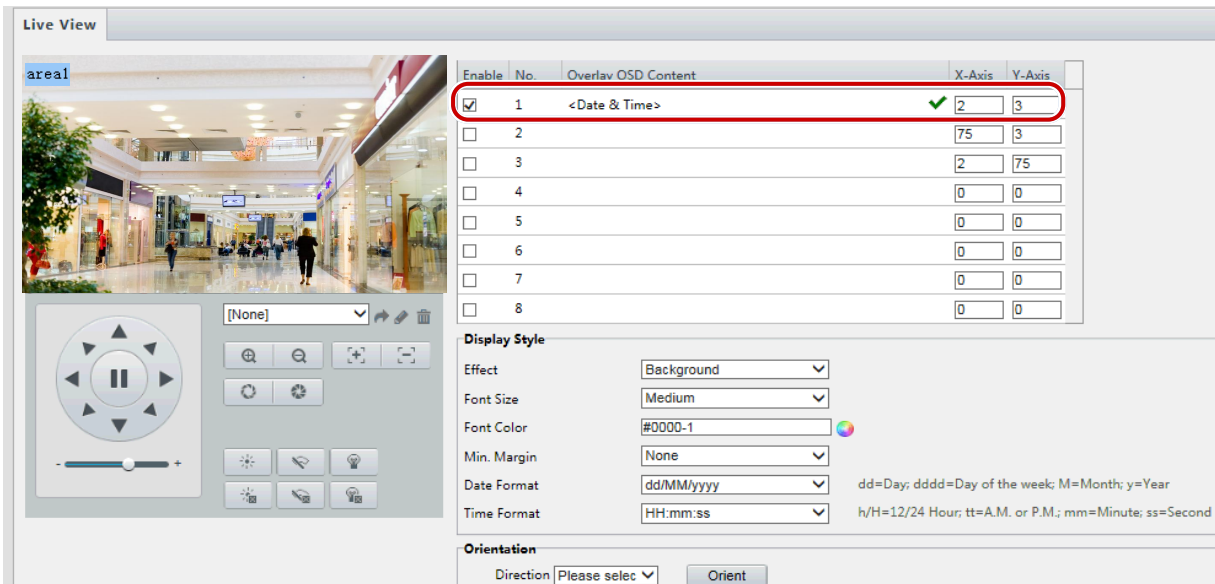 Live View
area1
Enable No. Overlay OSD Content X-Axis Y-Axis
1 <Date & Time> 2 3
2 75 3
3 2 75
4 0 0
5 0 0
6 0 0
7 0 0
8 0 0
[None]
- +
Display Style
Effect Background
Font Size Medium
Font Color #0000-1
Min. Margin None
Date Format dd/MM/yyyy dd=Day; dddd=Day of the week; M=Month; y=Year
Time Format HH:mm:ss h/H=12/24 Hour; tt=A.M. or P.M.; mm=Minute; ss=Second
Orientation
Direction Please selec Orient